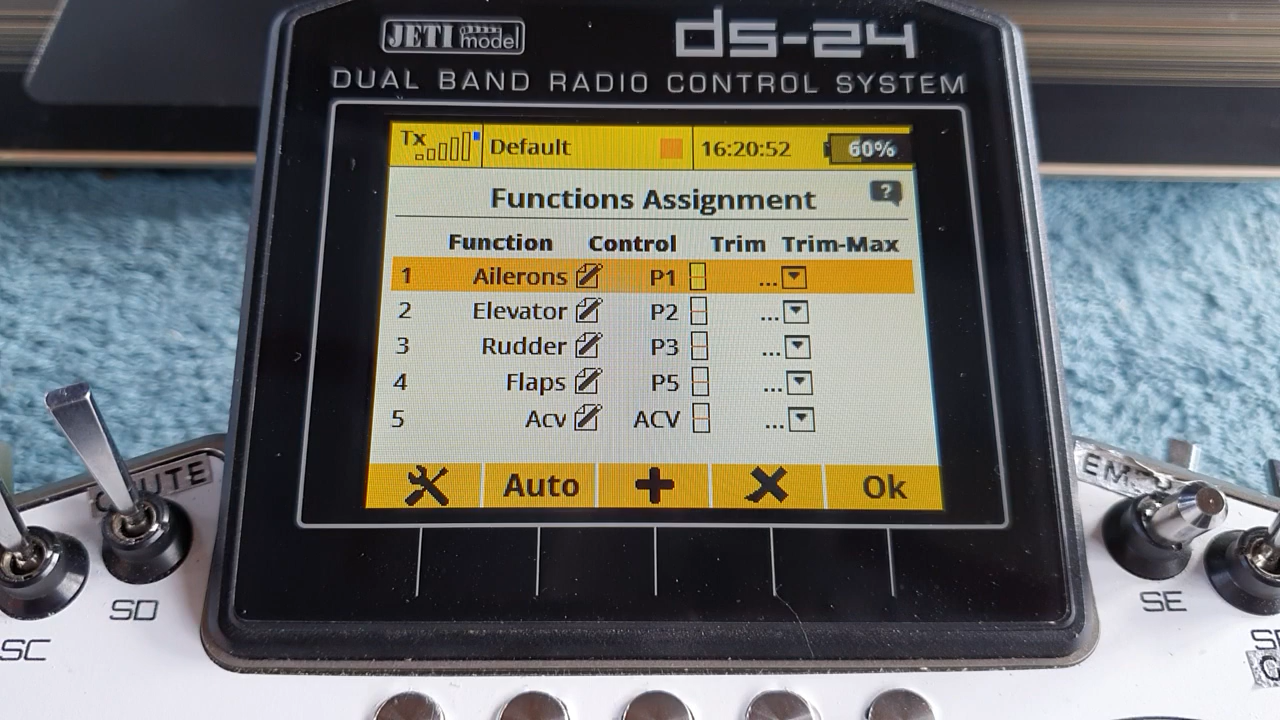 JETI model
ds-24
DUAL BAND RADIO CONTROL SYSTEM
Tx Default 16:20:52 60%
Functions Assignment ?
Function Control Trim Trim-Max
1 Ailerons P1 ...
2 Elevator P2 ...
3 Rudder P3 ...
4 Flaps P5 ...
5 Acv ACV ...
Auto Ok
SD
SC
SE